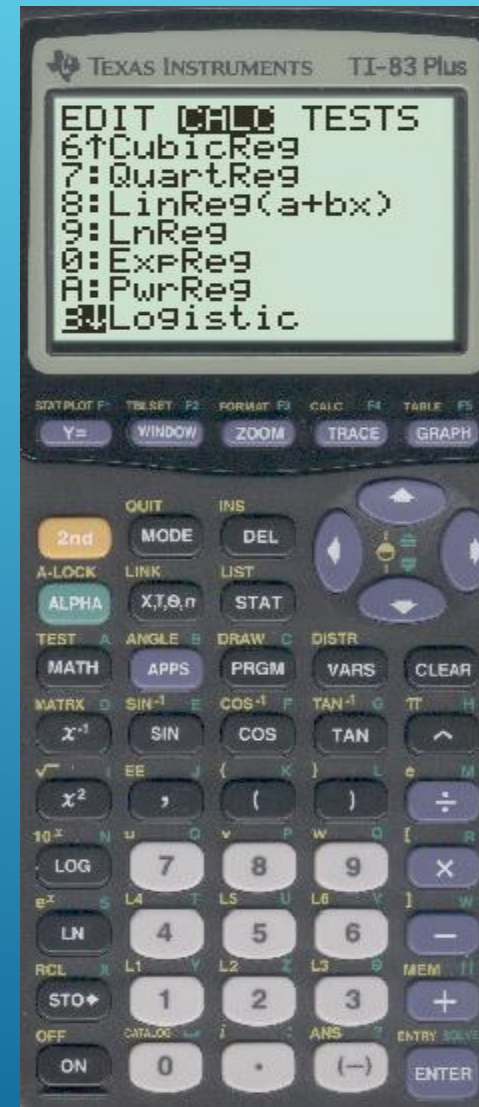 TEXAS INSTRUMENTS TI-83 Plus
EDIT CALC TESTS
6↑CubicReg
7:QuartReg
8:LinReg(a+bx)
9:LnReg
0:ExpReg
A:PwrReg
B↓Logistic
STAT PLOT F1 TBLSET F2 FORMAT F3 CALC F4 TABLE F5
Y= WINDOW ZOOM TRACE GRAPH
QUIT INS
2nd MODE DEL
A-LOCK LINK LIST
ALPHA X,T,Θ,n STAT
TEST A ANGLE B DRAW C DISTR
MATH APPS PRGM VARS CLEAR
MATRX D SIN⁻¹ E COS⁻¹ F TAN⁻¹ G π H
x⁻¹ SIN COS TAN ^
√ I EE J { K } L e M
x² , ( ) ÷
10ˣ N u O v P w Q [ R
LOG 7 8 9 ×
eˣ S L4 T L5 U L6 V ] W
LN 4 5 6 −
RCL X L1 Y L2 Z L3 θ MEM "
STO 1 2 3 +
OFF CATALOG i : ANS ? ENTRY SOLVE
ON 0 . (−) ENTER